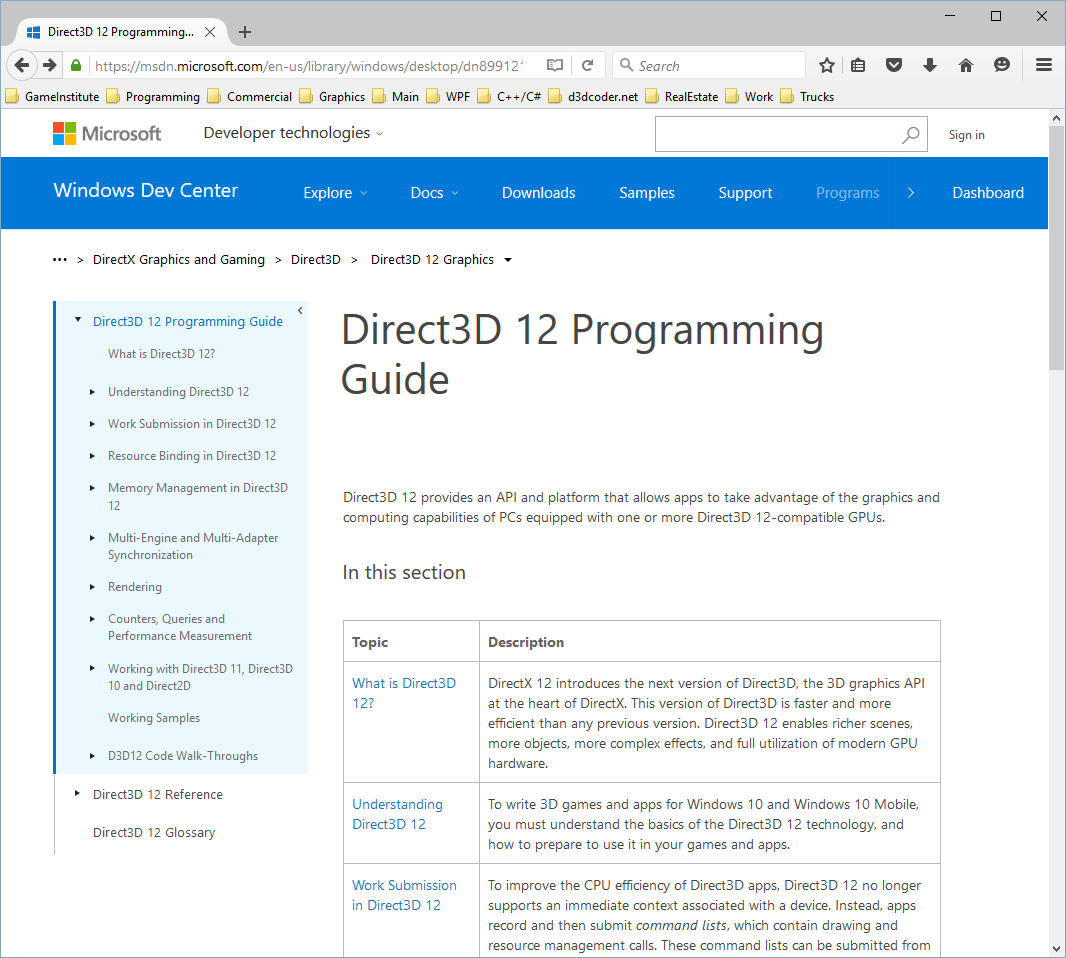 Direct3D 12 Programming...
https://msdn.microsoft.com/en-us/library/windows/desktop/dn89912
Search
GameInstitute Programming Commercial Graphics Main WPF C++/C# d3dcoder.net RealEstate Work Trucks
Microsoft Developer technologies Sign in
Windows Dev Center Explore Docs Downloads Samples Support Programs Dashboard
••• > DirectX Graphics and Gaming > Direct3D > Direct3D 12 Graphics
Direct3D 12 Programming Guide
What is Direct3D 12?
Understanding Direct3D 12
Work Submission in Direct3D 12
Resource Binding in Direct3D 12
Memory Management in Direct3D
12
Multi-Engine and Multi-Adapter
Synchronization
Rendering
Counters, Queries and
Performance Measurement
Working with Direct3D 11, Direct3D
10 and Direct2D
Working Samples
D3D12 Code Walk-Throughs
Direct3D 12 Reference
Direct3D 12 Glossary
Direct3D 12 Programming
Guide
Direct3D 12 provides an API and platform that allows apps to take advantage of the graphics and
computing capabilities of PCs equipped with one or more Direct3D 12-compatible GPUs.
In this section
Topic Description
What is Direct3D
12?
DirectX 12 introduces the next version of Direct3D, the 3D graphics API
at the heart of DirectX. This version of Direct3D is faster and more
efficient than any previous version. Direct3D 12 enables richer scenes,
more objects, more complex effects, and full utilization of modern GPU
hardware.
Understanding
Direct3D 12
To write 3D games and apps for Windows 10 and Windows 10 Mobile,
you must understand the basics of the Direct3D 12 technology, and
how to prepare to use it in your games and apps.
Work Submission
in Direct3D 12
To improve the CPU efficiency of Direct3D apps, Direct3D 12 no longer
supports an immediate context associated with a device. Instead, apps
record and then submit command lists, which contain drawing and
resource management calls. These command lists can be submitted from